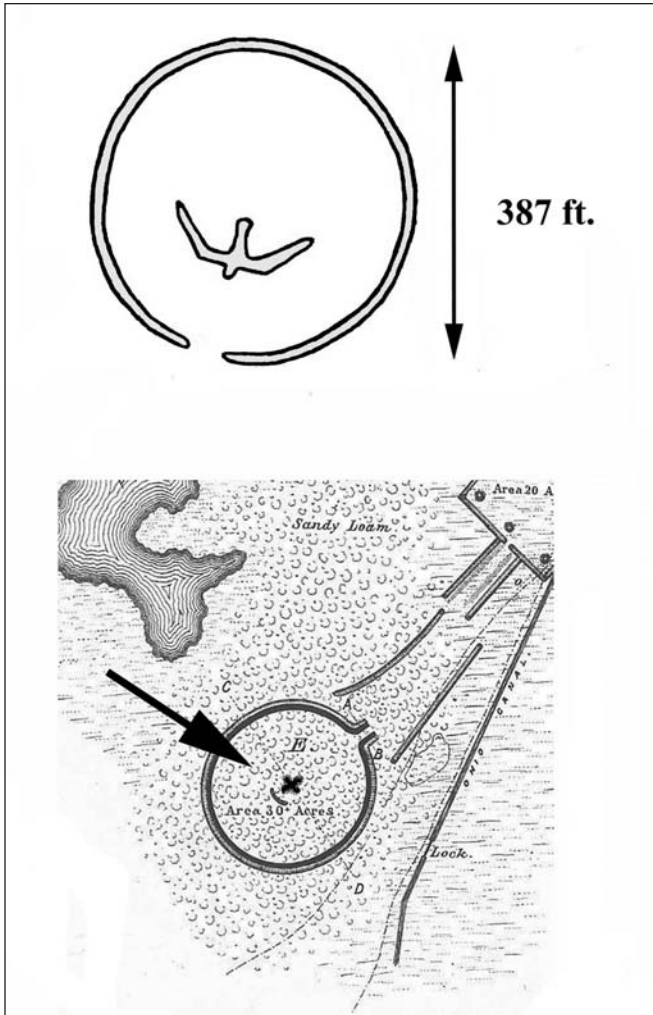 387 ft.
Area 20 A
Sandy Loam
a
C
A
E.
B
Area 30 Acres
OHIO CANAL
Lock.
D